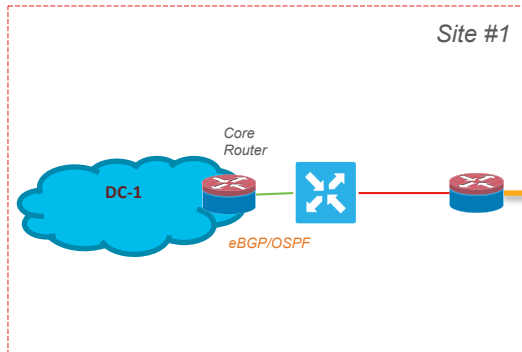 Site #1
Core
Router
DC-1
eBGP/OSPF